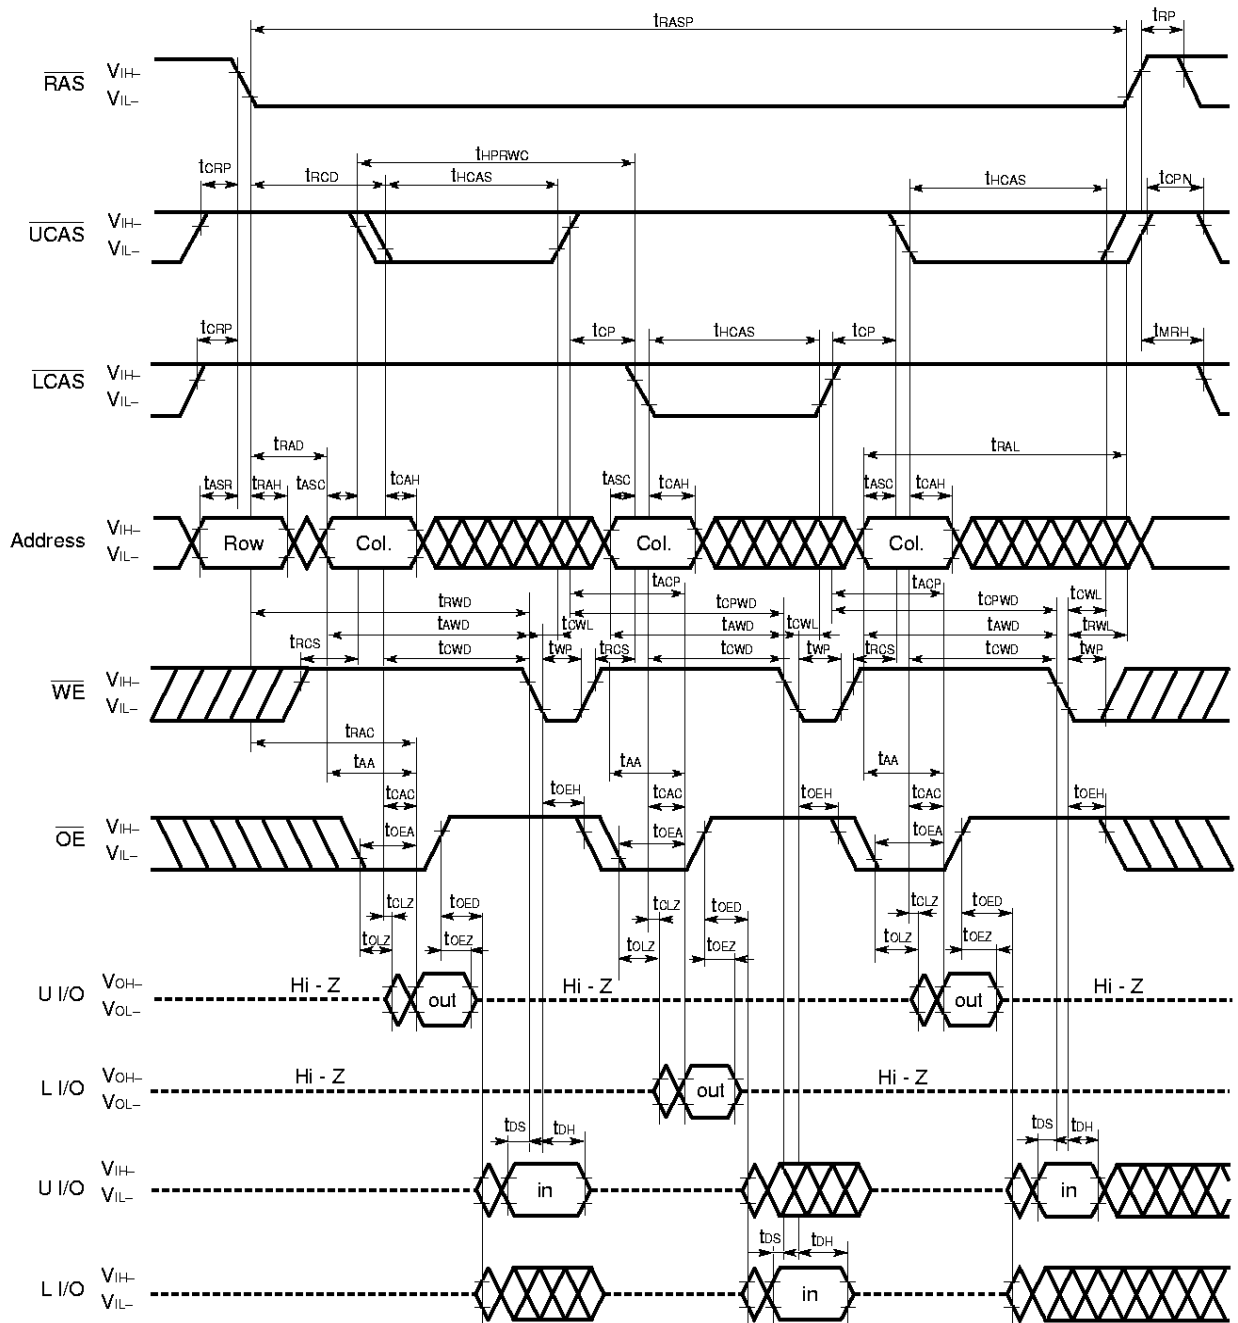 tRASP tRP
RAS VIH–
VIL–
tHPRWC
tCRP tRCD tHCAS tHCAS tCPN
UCAS VIH–
VIL–
tCRP tCP tHCAS tCP tMRH
LCAS VIH–
VIL–
tRAD tRAL
tASR tRAH tASC tCAH tASC tCAH tASC tCAH
Address VIH–
VIL–
Row Col. Col. Col.
tACP tACP
tRWD tCPWD tCPWD tCWL
tAWD tCWL tAWD tCWL tAWD tRWL
tRCS tCWD tWP tRCS tCWD tWP tRCS tCWD tWP
WE VIH–
VIL–
tRAC
tAA tAA tAA
tCAC tOEH tCAC tOEH tCAC tOEH
OE VIH–
VIL–
tOEA tOEA tOEA
tCLZ tOED tCLZ tOED tCLZ tOED
tOLZ tOEZ tOLZ tOEZ tOLZ tOEZ
U I/O VOH–
VOL–
Hi - Z out Hi - Z out Hi - Z
L I/O VOH–
VOL–
Hi - Z out Hi - Z
tDS tDH tDS tDH
U I/O VIH–
VIL–
in in
tDS tDH
L I/O VIH–
VIL–
in